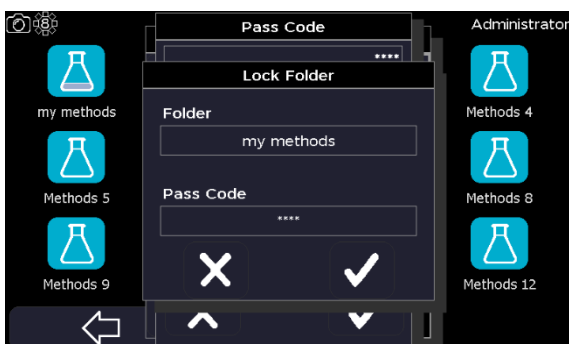 8
Pass Code
Administrator
****
Lock Folder
my methods
Folder
Methods 4
my methods
Methods 5
Pass Code
Methods 8
****
Methods 9
Methods 12